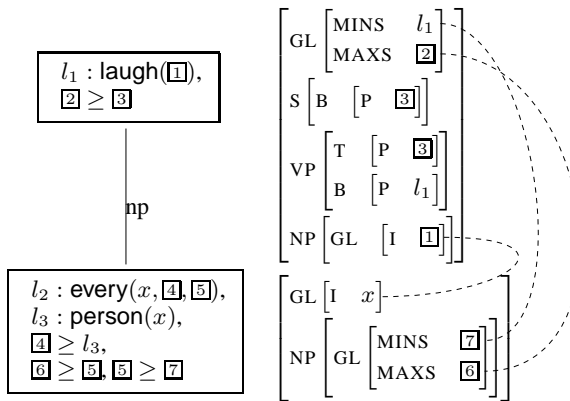 l₁ : laugh(1),
2 ≥ 3
np
l₂ : every(x, 4, 5),
l₃ : person(x),
4 ≥ l₃,
6 ≥ 5, 5 ≥ 7
GL [MINS l₁
MAXS 2]
S [B [P 3]]
VP [T [P 3]
B [P l₁]]
NP [GL [I 1]]
GL [I x]
NP [GL [MINS 7
MAXS 6]]